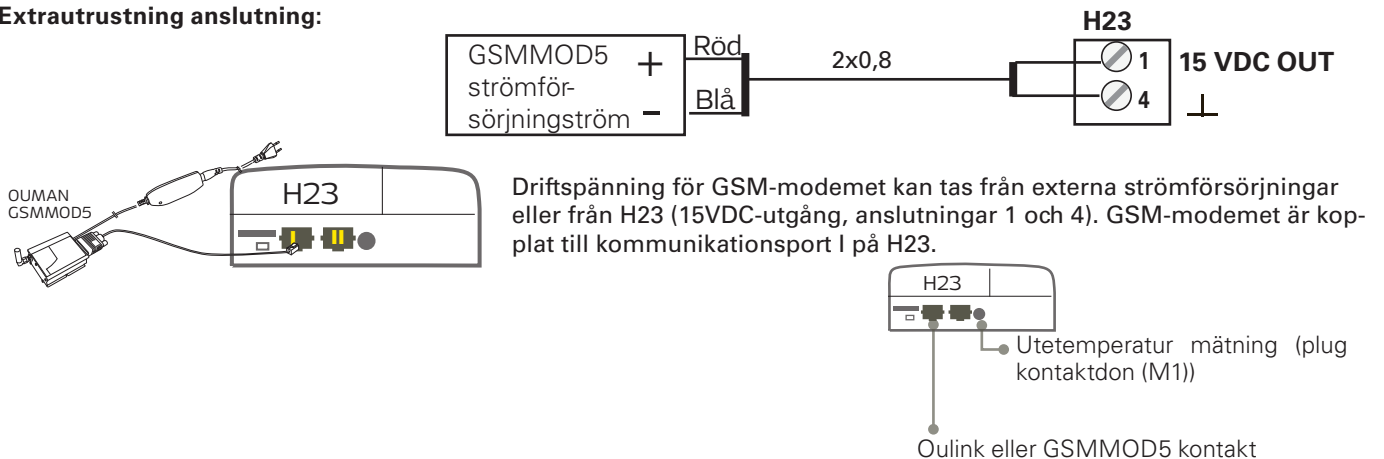 Extrautrustning anslutning:
H23
GSMMOD5
strömför-
sörjningström
+
–
Röd
Blå
2x0,8
1
4
15 VDC OUT
OUMAN
GSMMOD5
H23
I
II
Driftspänning för GSM-modemet kan tas från externa strömförsörjningar
eller från H23 (15VDC-utgång, anslutningar 1 och 4). GSM-modemet är kop-
plat till kommunikationsport I på H23.
H23
Utetemperatur mätning (plug
kontaktdon (M1))
Oulink eller GSMMOD5 kontakt